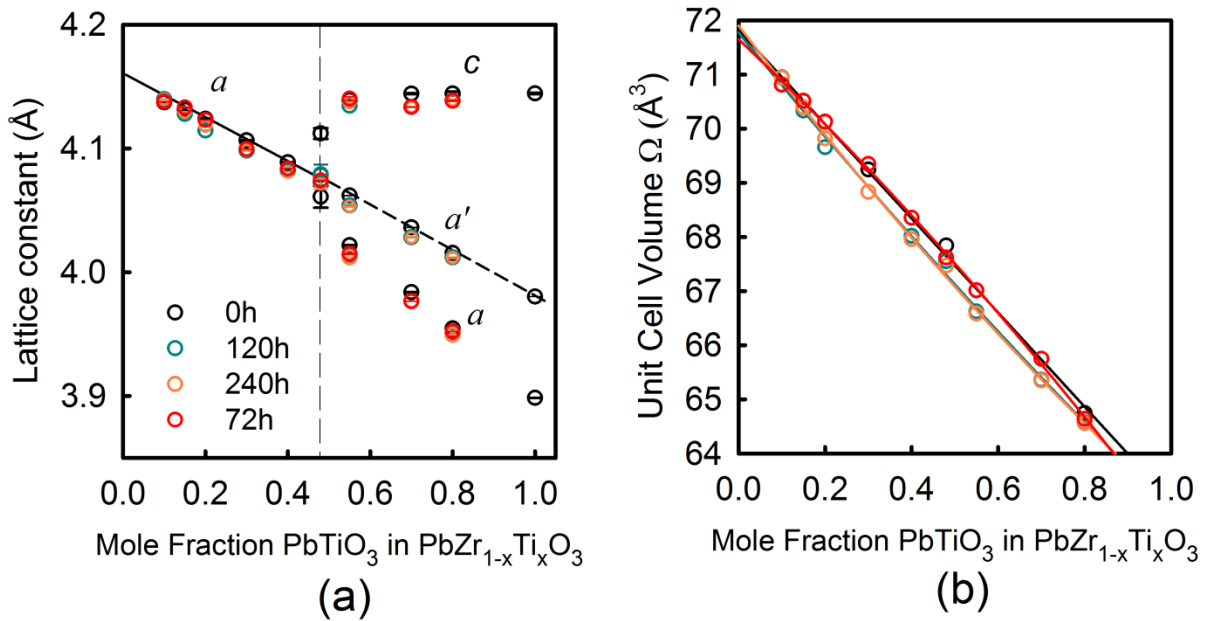 4.2
4.1
4.0
3.9
Lattice constant (Å)
a
c
a′
a
0h
120h
240h
72h
0.0 0.2 0.4 0.6 0.8 1.0
Mole Fraction PbTiO₃ in PbZr₁₋ₓTiₓO₃
(a)
72
71
70
69
68
67
66
65
64
Unit Cell Volume Ω (Å³)
0.0 0.2 0.4 0.6 0.8 1.0
Mole Fraction PbTiO₃ in PbZr₁₋ₓTiₓO₃
(b)